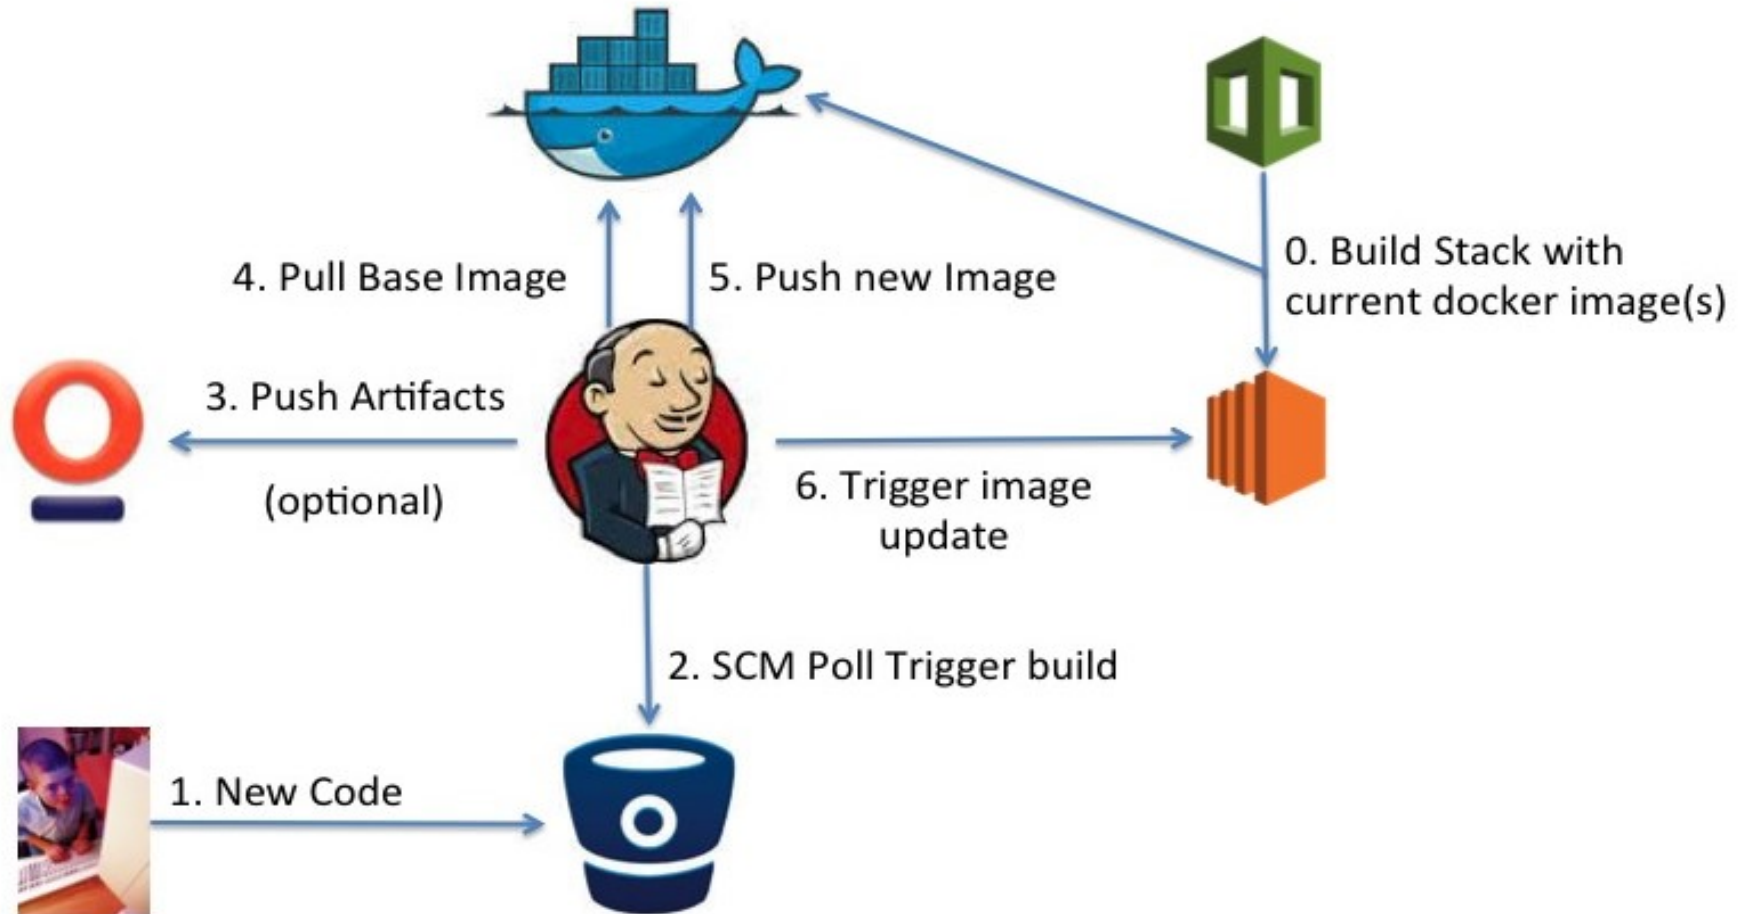 0. Build Stack with
current docker image(s)
4. Pull Base Image
5. Push new Image
3. Push Artifacts
(optional)
6. Trigger image
update
2. SCM Poll Trigger build
1. New Code